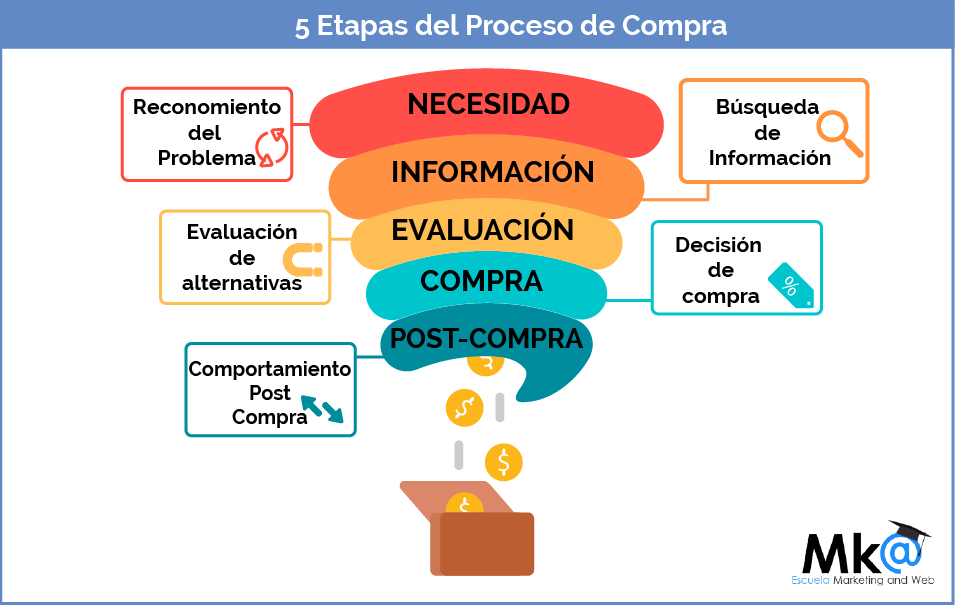 5 Etapas del Proceso de Compra
Reconomiento
del
Problema
NECESIDAD
Búsqueda
de
Información
INFORMACIÓN
Evaluación
de
alternativas
EVALUACIÓN
Decisión
de
compra
%
COMPRA
POST-COMPRA
Comportamiento
Post
Compra
$
$
$
$
Mk@
Escuela Marketing and Web